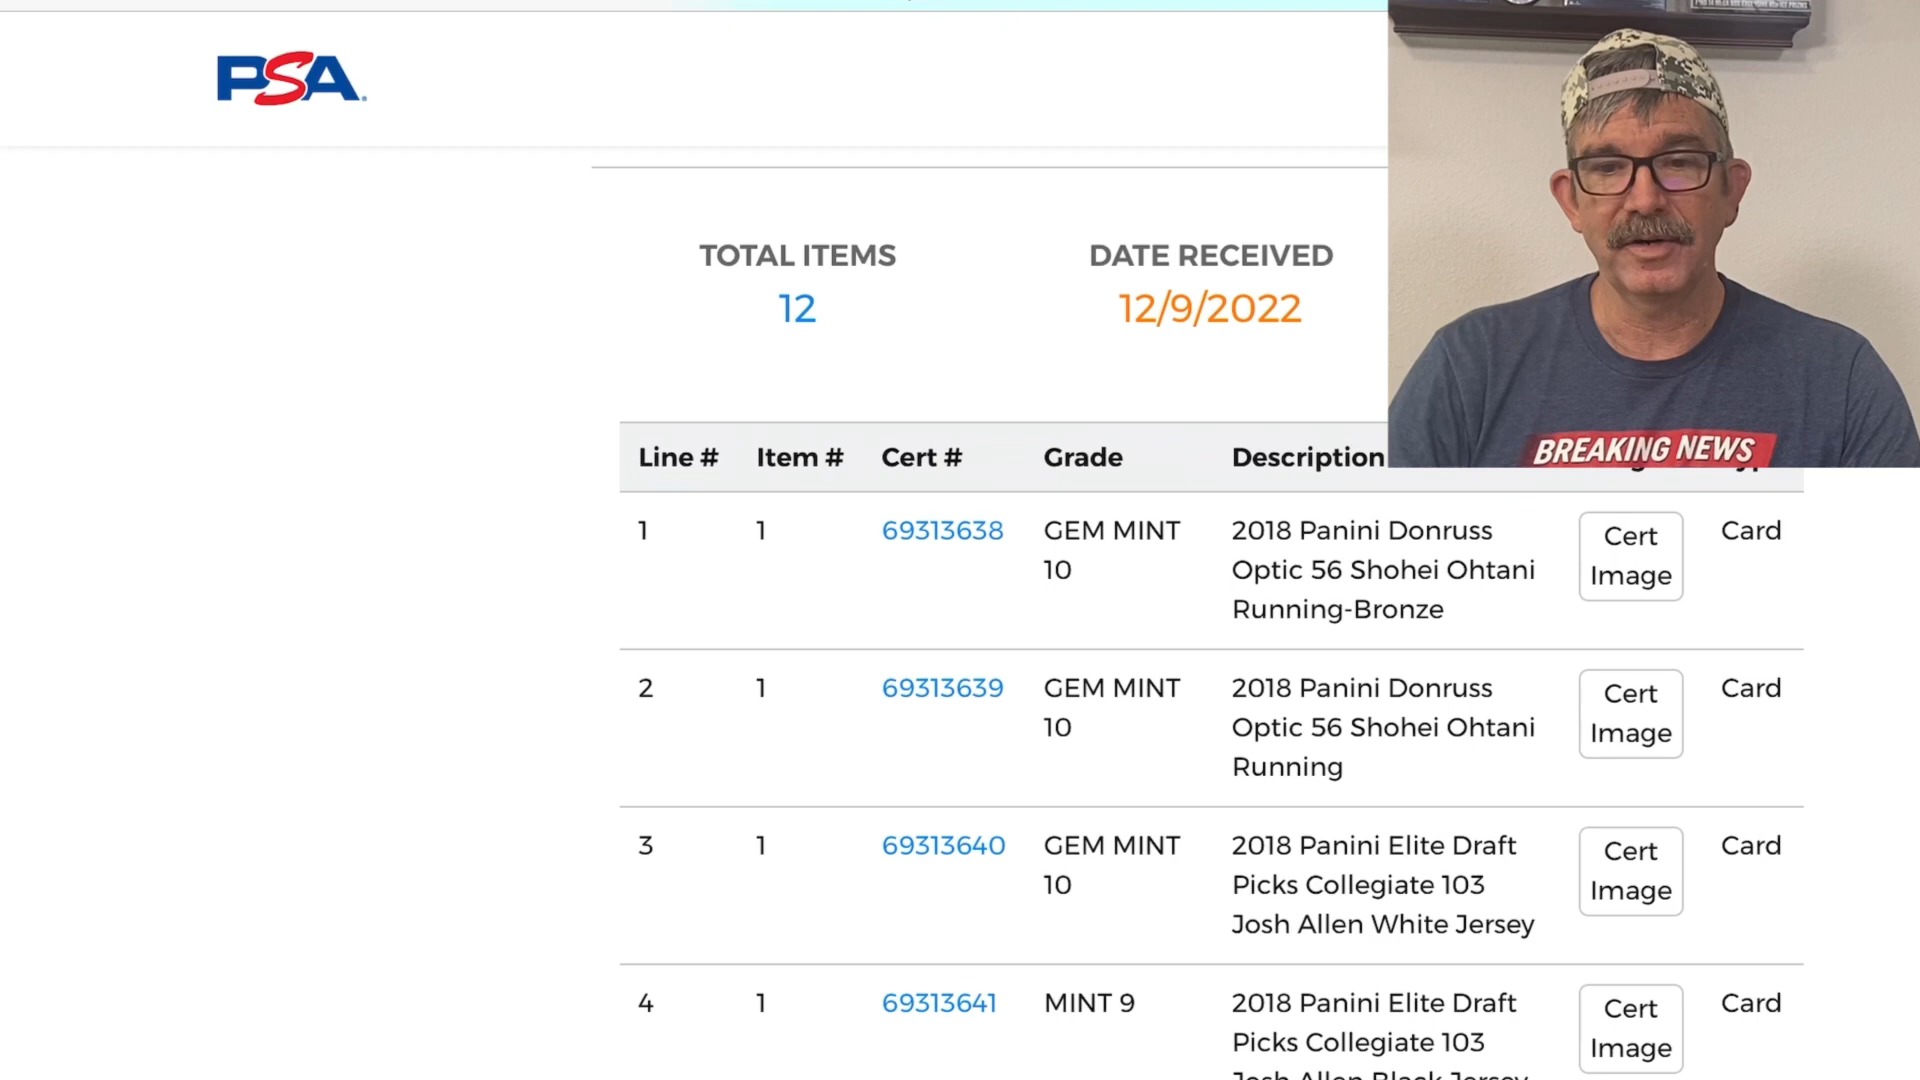 PSA
TOTAL ITEMS
12
DATE RECEIVED
12/9/2022
BREAKING NEWS
Line # Item # Cert # Grade Description
1 1 69313638 GEM MINT 2018 Panini Donruss Cert Card
10 Optic 56 Shohei Ohtani Image
Running-Bronze
2 1 69313639 GEM MINT 2018 Panini Donruss Cert Card
10 Optic 56 Shohei Ohtani Image
Running
3 1 69313640 GEM MINT 2018 Panini Elite Draft Cert Card
10 Picks Collegiate 103 Image
Josh Allen White Jersey
4 1 69313641 MINT 9 2018 Panini Elite Draft Cert Card
Picks Collegiate 103 Image
Josh Allen Black Jersey